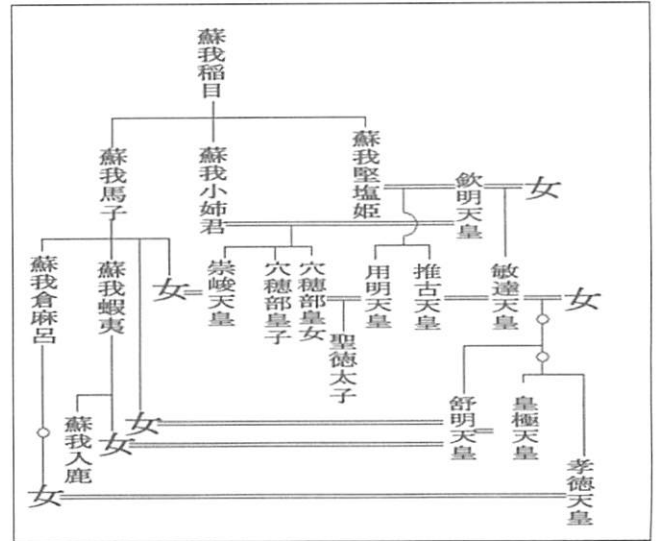 蘇我稲目
蘇我堅塩姫
蘇我小姉君
蘇我馬子
女
欽明天皇
女
敏達天皇
推古天皇
用明天皇
穴穂部皇女
穴穂部皇子
崇峻天皇
女
蘇我蝦夷
蘇我倉麻呂
聖徳太子
皇極天皇
舒明天皇
女
女
蘇我入鹿
孝徳天皇
女